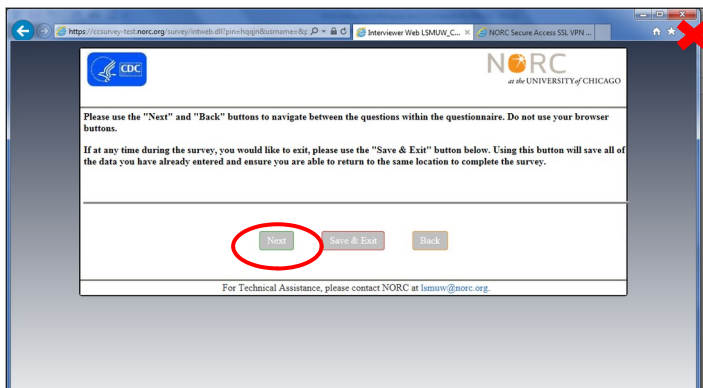 https://ccsurvey-test.norc.org/survey/intweb.dll?pin=hqqjn&usrname=&p
Interviewer Web LSMUW_C...
NORC Secure Access SSL VPN ...
CDC
NORC
at the UNIVERSITY of CHICAGO
Please use the "Next" and "Back" buttons to navigate between the questions within the questionnaire. Do not use your browser
buttons.
If at any time during the survey, you would like to exit, please use the "Save & Exit" button below. Using this button will save all of
the data you have already entered and ensure you are able to return to the same location to complete the survey.
Next Save & Exit Back
For Technical Assistance, please contact NORC at lsmuw@norc.org.